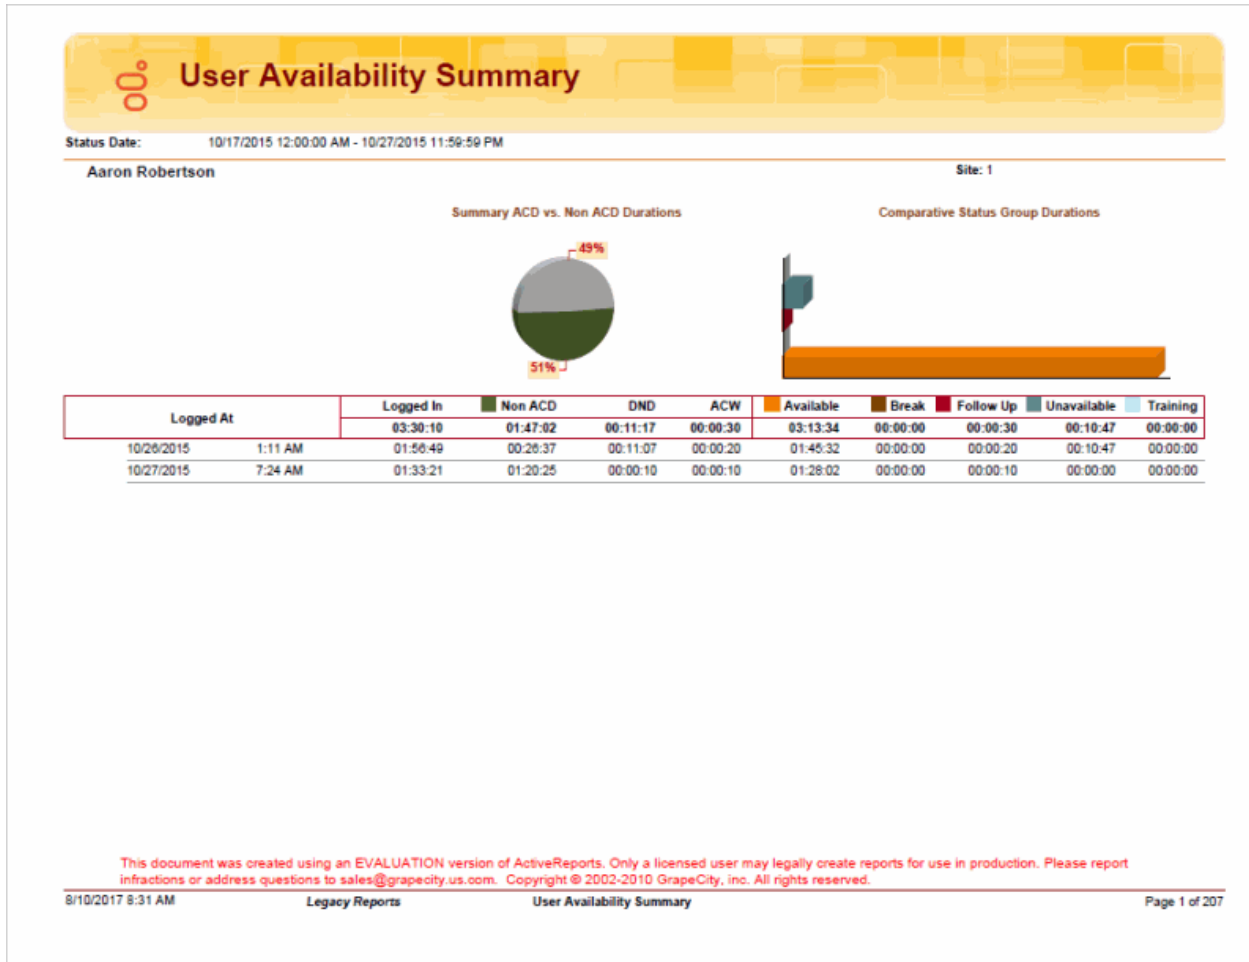 User Availability Summary
Status Date: 10/17/2015 12:00:00 AM - 10/27/2015 11:59:59 PM
Aaron Robertson Site: 1
Summary ACD vs. Non ACD Durations Comparative Status Group Durations
49%
51%
Logged At Logged In Non ACD DND ACW Available Break Follow Up Unavailable Training
03:30:10 01:47:02 00:11:17 00:00:30 03:13:34 00:00:00 00:00:30 00:10:47 00:00:00
10/26/2015 1:11 AM 01:56:49 00:26:37 00:11:07 00:00:20 01:45:32 00:00:00 00:00:20 00:10:47 00:00:00
10/27/2015 7:24 AM 01:33:21 01:20:25 00:00:10 00:00:10 01:28:02 00:00:00 00:00:10 00:00:00 00:00:00
This document was created using an EVALUATION version of ActiveReports. Only a licensed user may legally create reports for use in production. Please report
infractions or address questions to sales@grapecity.us.com. Copyright © 2002-2010 GrapeCity, inc. All rights reserved.
8/10/2017 8:31 AM Legacy Reports User Availability Summary Page 1 of 207